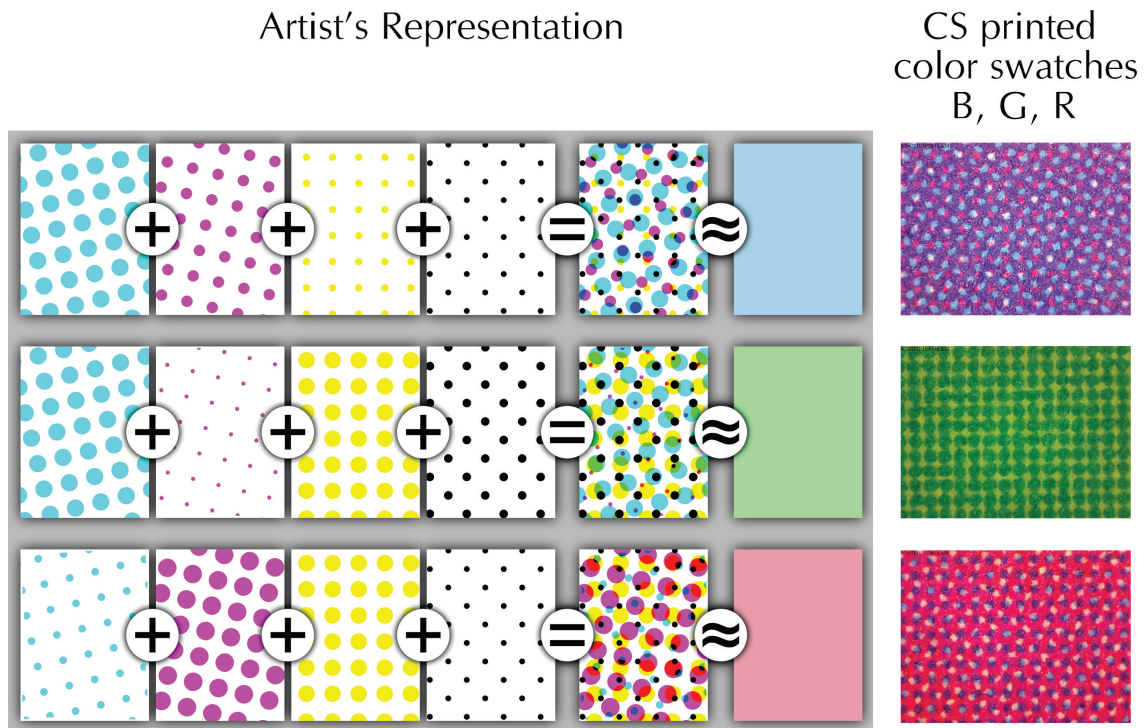 Artist's Representation
CS printed
color swatches
B, G, R
+ + + = ≈
+ + + = ≈
+ + + = ≈